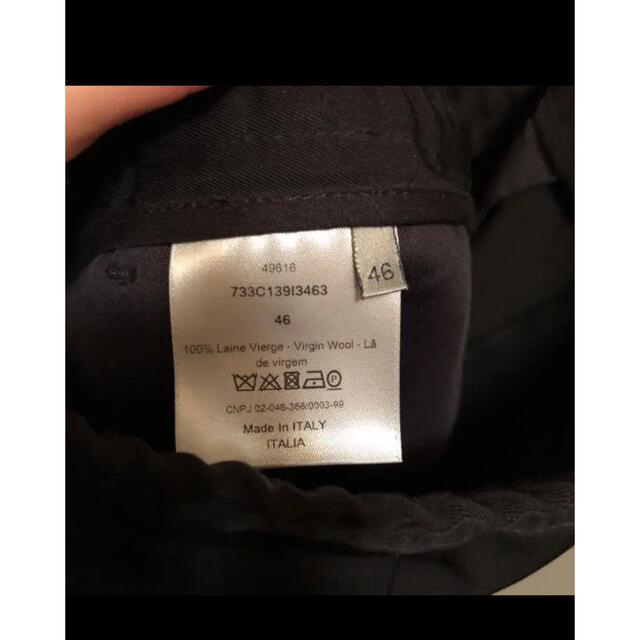 49616
733C139I3463
46
46
100% Laine Vierge - Virgin Wool - Lã
de virgem
CNPJ 02-046-366/0003-99
Made In ITALY
ITALIA